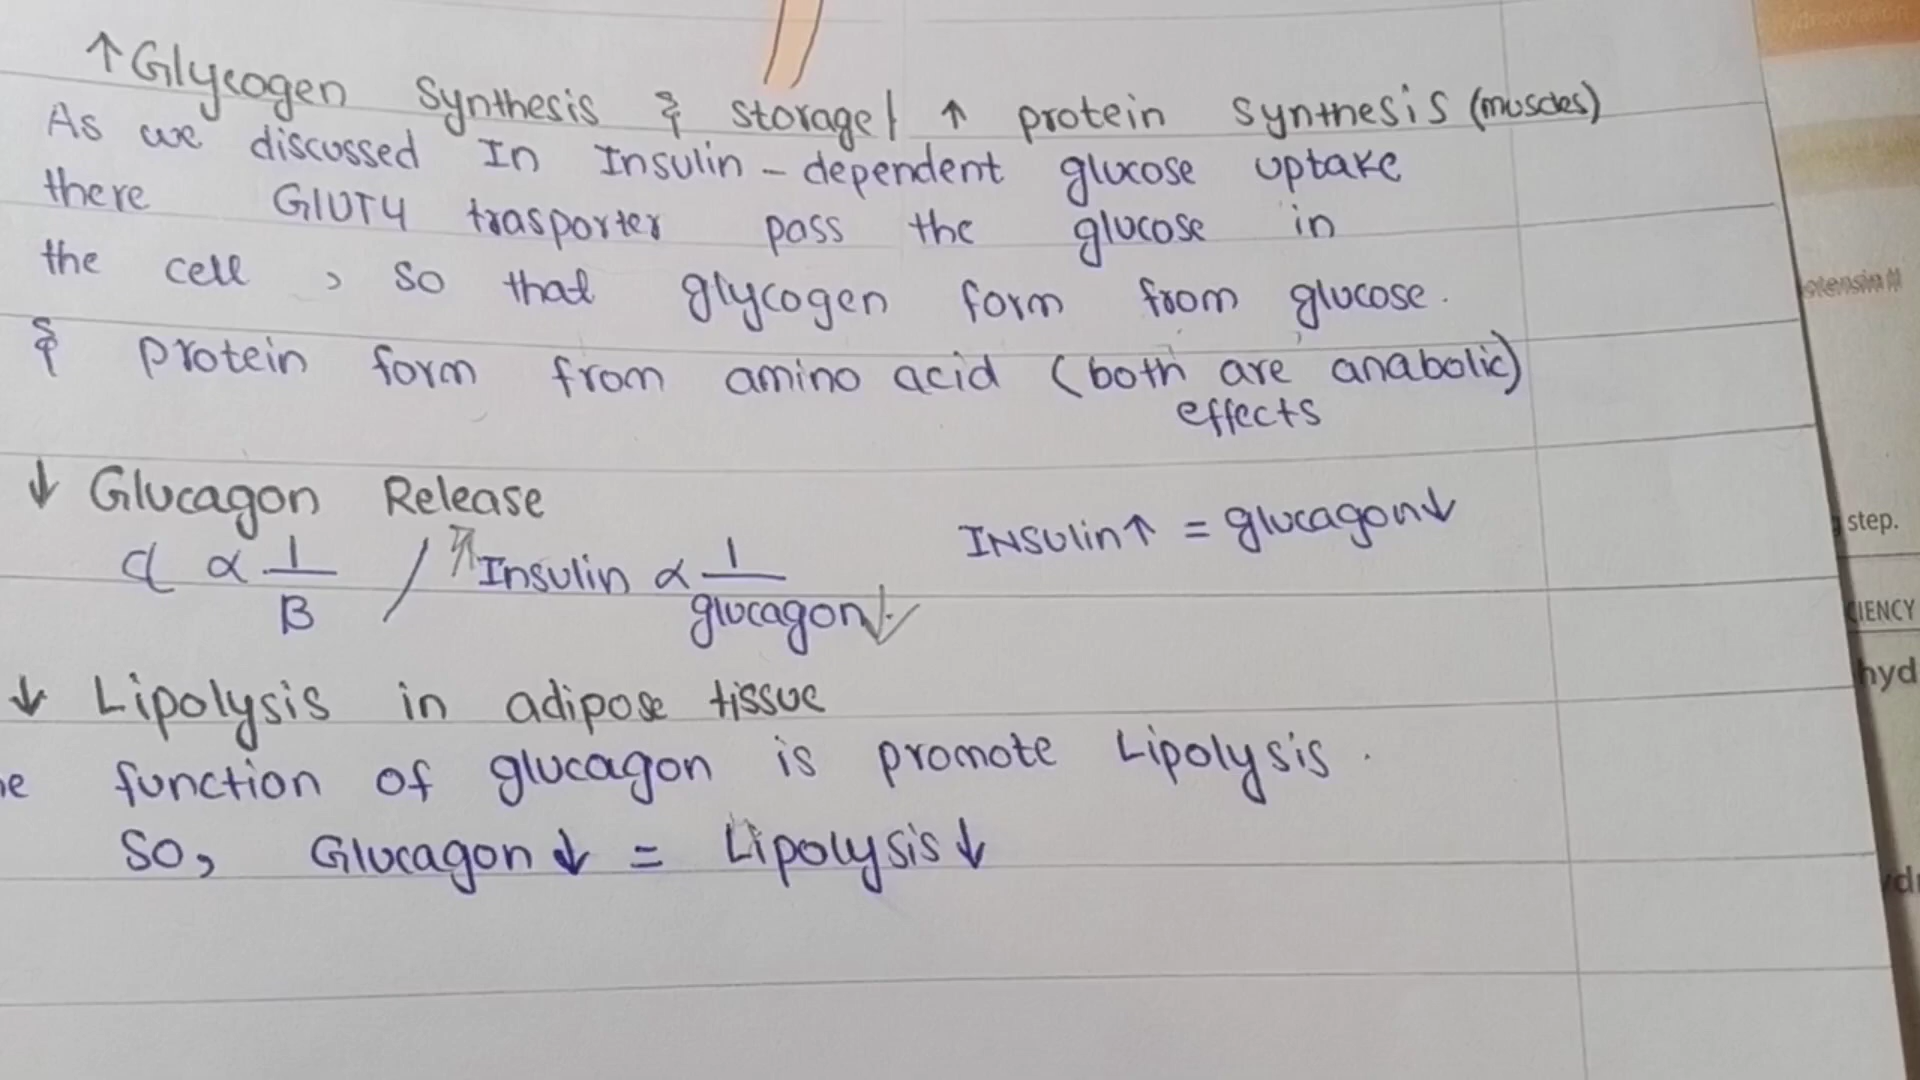 ↑ Glycogen Synthesis & storage / ↑ protein synthesis (muscles)
As we discussed In Insulin - dependent glucose uptake
there GLUT4 trasporter pass the glucose in
the cell, so that glycogen form from glucose.
& protein form from amino acid (both are anabolic)
effects
↓ Glucagon Release
INSulin↑ = glucagon↓
α ∝ 1/B / ↑Insulin ∝ 1/glucagon↓
↓ Lipolysis in adipose tissue
function of glucagon is promote Lipolysis.
So, Glucagon↓ = Lipolysis↓
step.
CIENCY
hyd